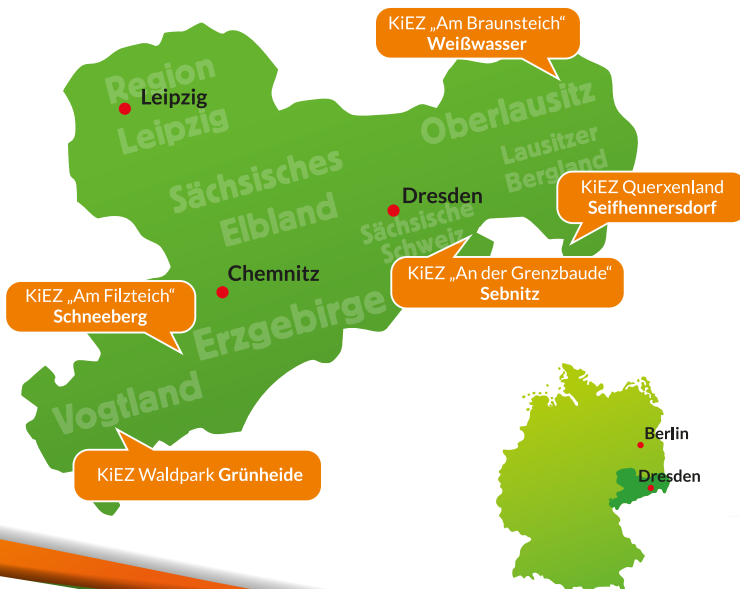 KiEZ „Am Braunsteich“
Weißwasser
Region
Leipzig
Leipzig
Oberlausitz
Lausitzer
Bergland
Sächsisches
Elbland
Dresden
KiEZ Querxenland
Seifhennersdorf
Sächsische
Schweiz
KiEZ „An der Grenzbaude“
Sebnitz
Chemnitz
KiEZ „Am Filzteich“
Schneeberg
Erzgebirge
Vogtland
KiEZ Waldpark Grünheide
Berlin
Dresden